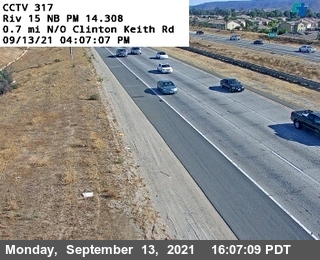 CCTV 317
Riv 15 NB PM 14.308
0.7 mi N/O Clinton Keith Rd
09/13/21 04:07:07 PM
Monday, September 13, 2021 16:07:09 PDT